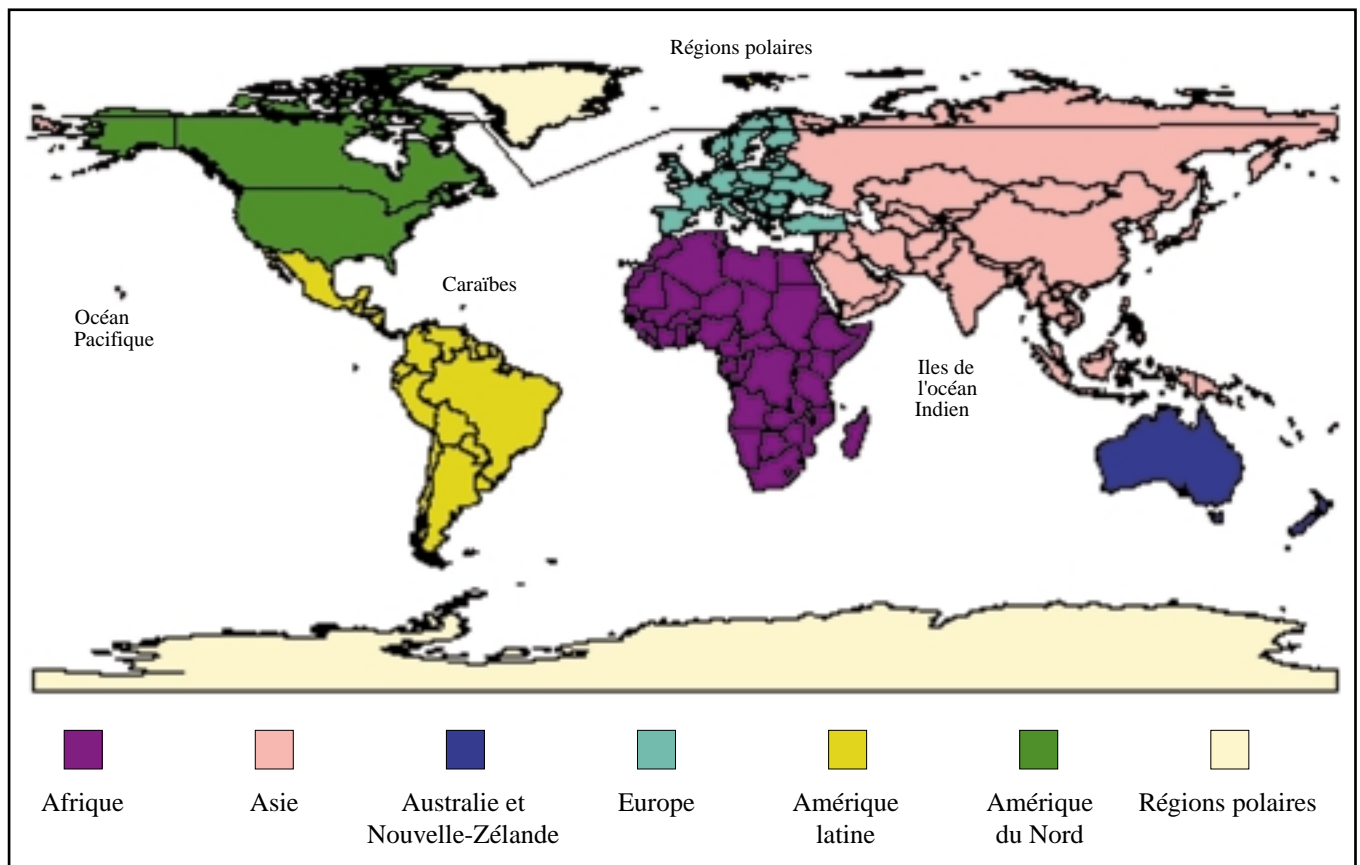 Régions polaires
Caraïbes
Océan
Pacifique
Iles de
l'océan
Indien
Afrique
Asie
Australie et
Nouvelle-Zélande
Europe
Amérique
latine
Amérique
du Nord
Régions polaires